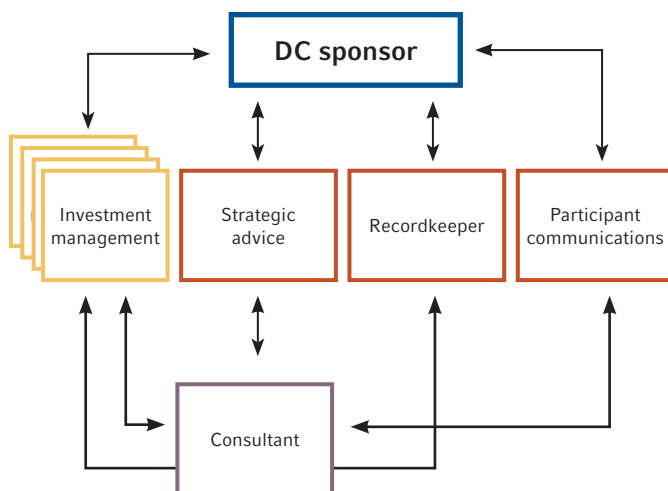 DC sponsor
Investment
management
Strategic
advice
Recordkeeper
Participant
communications
Consultant